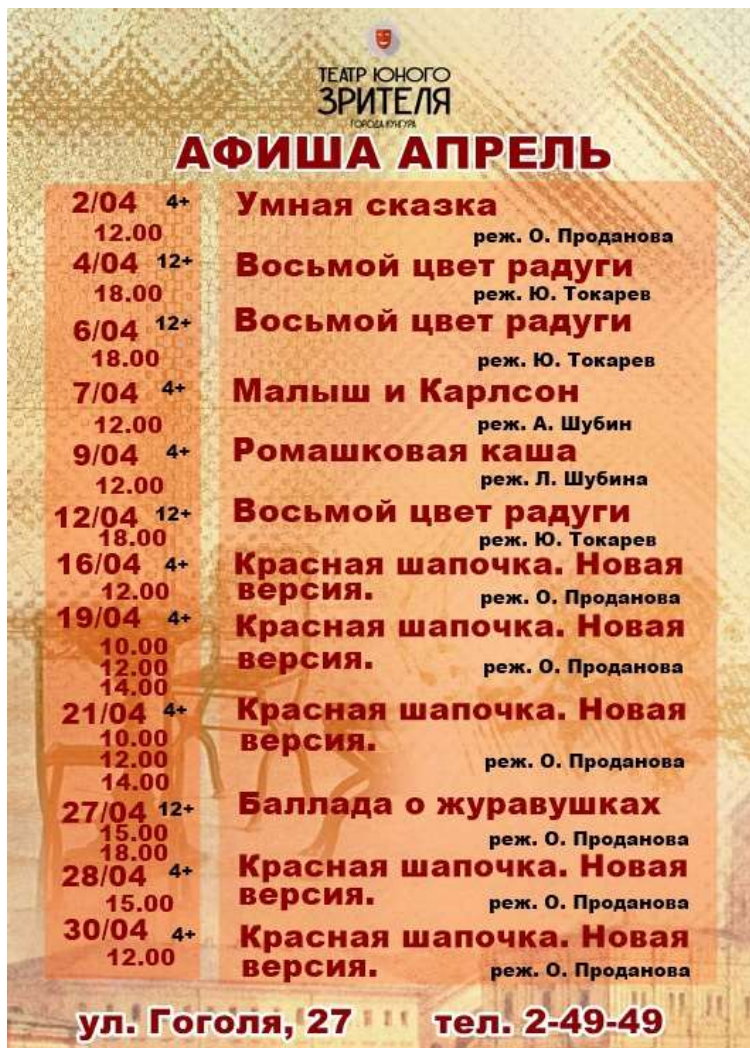 ТЕАТР ЮНОГО
ЗРИТЕЛЯ
ГОРОДА КУНГУРА
АФИША АПРЕЛЬ
2/04 4+ Умная сказка
12.00 реж. О. Проданова
4/04 12+ Восьмой цвет радуги
18.00 реж. Ю. Токарев
6/04 12+ Восьмой цвет радуги
18.00 реж. Ю. Токарев
7/04 4+ Малыш и Карлсон
12.00 реж. А. Шубин
9/04 4+ Ромашковая каша
12.00 реж. Л. Шубина
12/04 12+ Восьмой цвет радуги
18.00 реж. Ю. Токарев
16/04 4+ Красная шапочка. Новая
12.00 версия. реж. О. Проданова
19/04 4+ Красная шапочка. Новая
10.00 версия.
12.00 реж. О. Проданова
14.00
21/04 4+ Красная шапочка. Новая
10.00 версия.
12.00 реж. О. Проданова
14.00
27/04 12+ Баллада о журавушках
15.00 реж. О. Проданова
18.00
28/04 4+ Красная шапочка. Новая
версия.
15.00 реж. О. Проданова
30/04 4+ Красная шапочка. Новая
12.00 версия. реж. О. Проданова
ул. Гоголя, 27 тел. 2-49-49